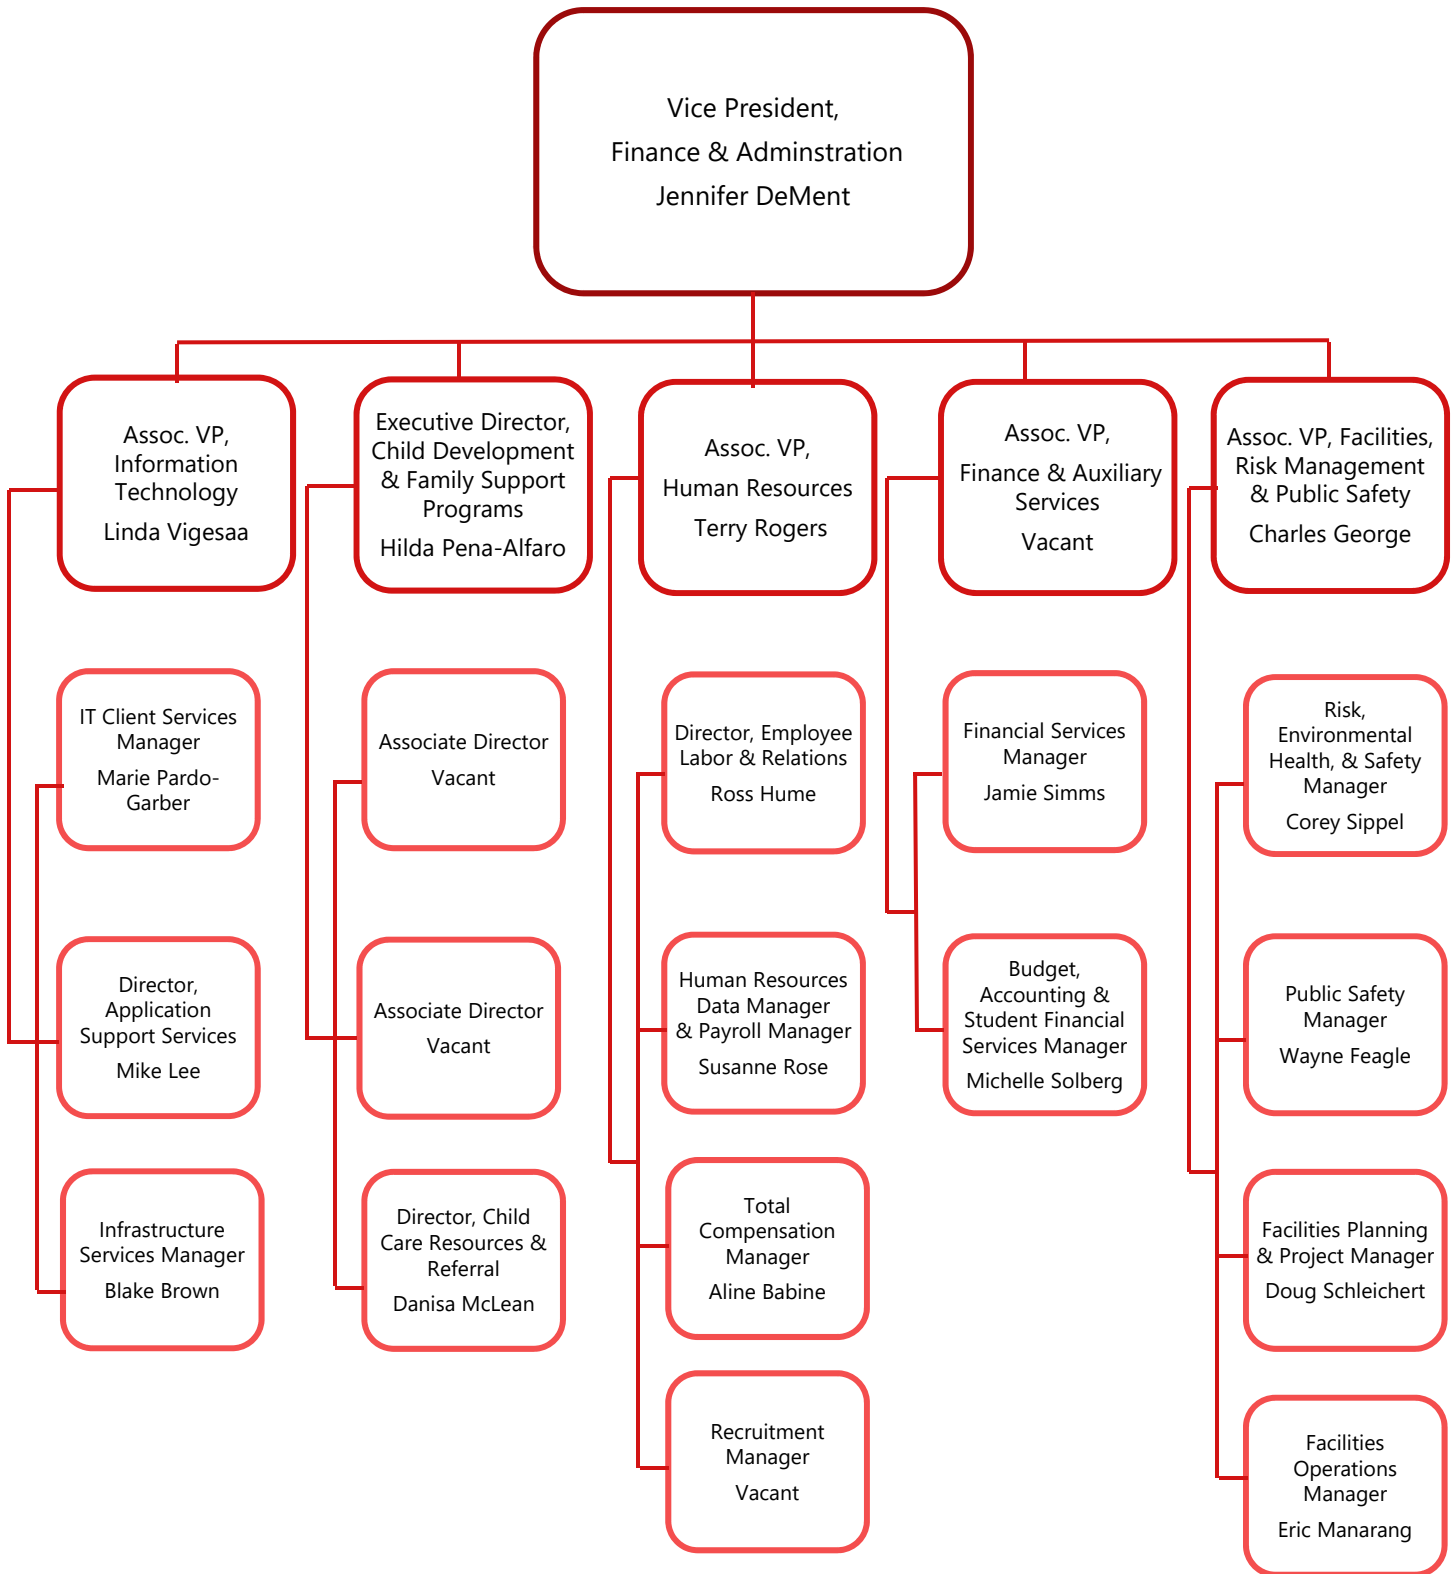 Vice President,
Finance & Adminstration
Jennifer DeMent
Assoc. VP,
Information
Technology
Linda Vigesaa
Executive Director,
Child Development
& Family Support
Programs
Hilda Pena-Alfaro
Assoc. VP,
Human Resources
Terry Rogers
Assoc. VP,
Finance & Auxiliary
Services
Vacant
Assoc. VP, Facilities,
Risk Management
& Public Safety
Charles George
IT Client Services
Manager
Marie Pardo-
Garber
Associate Director
Vacant
Director, Employee
Labor & Relations
Ross Hume
Financial Services
Manager
Jamie Simms
Risk,
Environmental
Health, & Safety
Manager
Corey Sippel
Director,
Application
Support Services
Mike Lee
Associate Director
Vacant
Human Resources
Data Manager
& Payroll Manager
Susanne Rose
Budget,
Accounting &
Student Financial
Services Manager
Michelle Solberg
Public Safety
Manager
Wayne Feagle
Infrastructure
Services Manager
Blake Brown
Director, Child
Care Resources &
Referral
Danisa McLean
Total
Compensation
Manager
Aline Babine
Facilities Planning
& Project Manager
Doug Schleichert
Recruitment
Manager
Vacant
Facilities
Operations
Manager
Eric Manarang